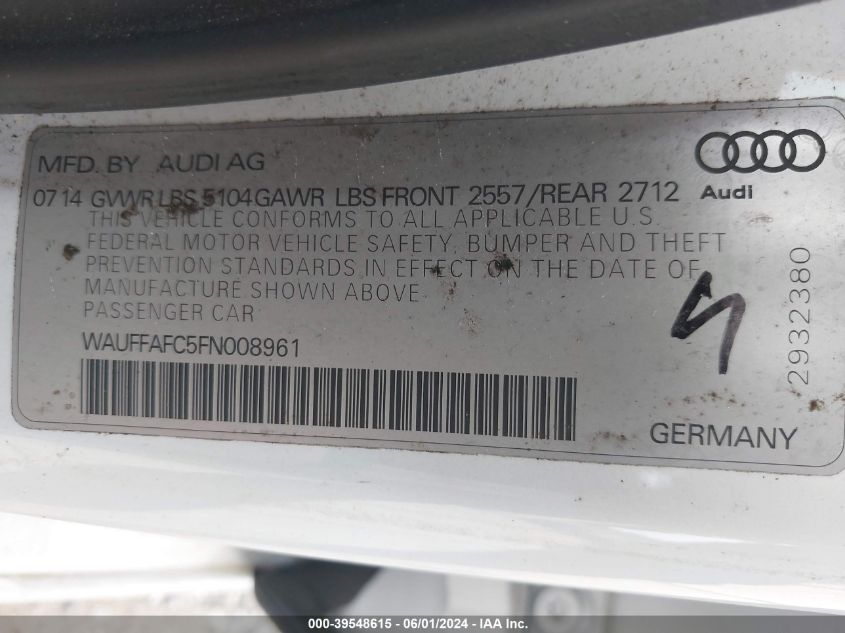 MFD. BY AUDI AG
07 14 GVWR LBS 5104 GAWR LBS FRONT 2557/REAR 2712
Audi
THIS VEHICLE CONFORMS TO ALL APPLICABLE U.S.
FEDERAL MOTOR VEHICLE SAFETY, BUMPER AND THEFT
PREVENTION STANDARDS IN EFFECT ON THE DATE OF
MANUFACTURE SHOWN ABOVE
PASSENGER CAR
WAUFFAFC5FN008961
2932380
GERMANY
000-39548615 - 06/01/2024 - COPYRIGHT IAA, LLC.